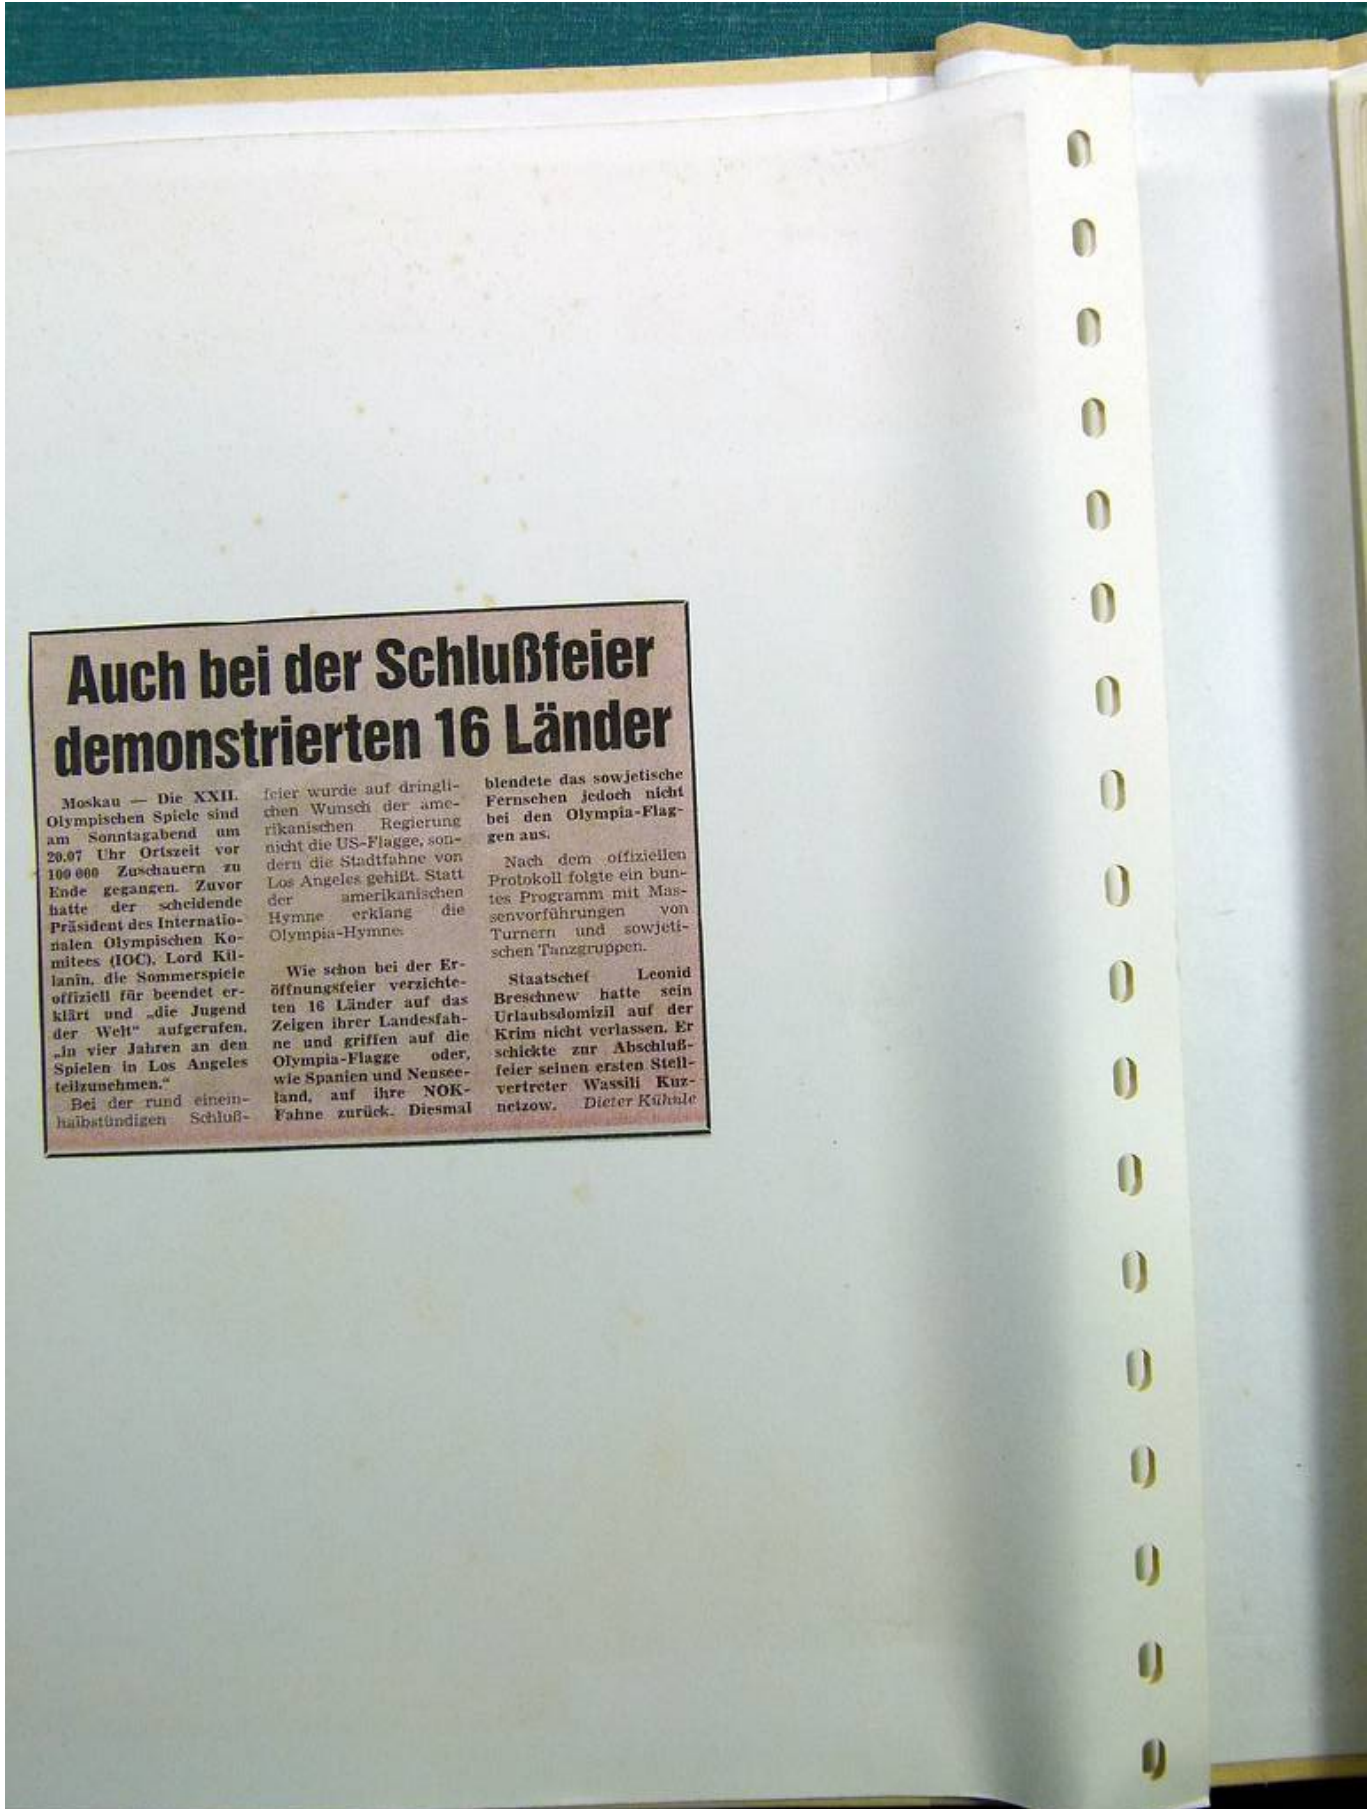 Auch bei der Schlußfeier
demonstrierten 16 Länder
Moskau — Die XXII.
Olympischen Spiele sind
am Sonntagabend um
20.07 Uhr Ortszeit vor
100 000 Zuschauern zu
Ende gegangen. Zuvor
hatte der scheidende
Präsident des Internatio-
nalen Olympischen Ko-
mitees (IOC), Lord Kil-
lanin, die Sommerspiele
offiziell für beendet er-
klärt und „die Jugend
der Welt“ aufgerufen,
„in vier Jahren an den
Spielen in Los Angeles
teilzunehmen.“
Bei der rund einein-
halbstündigen Schluß-
feier wurde auf dringli-
chen Wunsch der ame-
rikanischen Regierung
nicht die US-Flagge, son-
dern die Stadtfahne von
Los Angeles gehißt. Statt
der amerikanischen
Hymne erklang die
Olympia-Hymne.
Wie schon bei der Er-
öffnungsfeier verzichte-
ten 16 Länder auf das
Zeigen ihrer Landesfah-
ne und griffen auf die
Olympia-Flagge oder,
wie Spanien und Neusee-
land, auf ihre NOK-
Fahne zurück. Diesmal
blendete das sowjetische
Fernsehen jedoch nicht
bei den Olympia-Flag-
gen aus.
Nach dem offiziellen
Protokoll folgte ein bun-
tes Programm mit Mas-
senvorführungen von
Turnern und sowjeti-
schen Tanzgruppen.
Staatschef Leonid
Breschnew hatte sein
Urlaubsdomizil auf der
Krim nicht verlassen. Er
schickte zur Abschluß-
feier seinen ersten Stell-
vertreter Wassili Kuz-
netzow. Dieter Kühnle